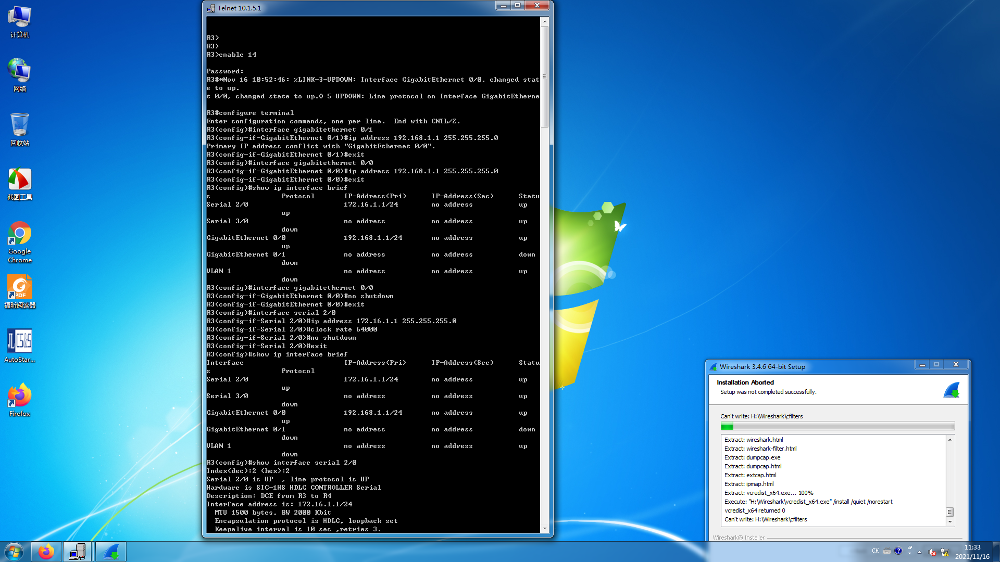 计算机
网络
回收站
截图工具
Google
Chrome
PDF
福昕阅读器
AutoStar...
Firefox
Telnet 10.1.5.1
R3>
R3>
R3>enable 14
Password:
R3#*Nov 16 10:52:46: %LINK-3-UPDOWN: Interface GigabitEthernet 0/0, changed stat
e to up.
t 0/0, changed state to up.O-5-UPDOWN: Line protocol on Interface GigabitEtherne
R3#configure terminal
Enter configuration commands, one per line.  End with CNTL/Z.
R3(config)#interface gigabitethernet 0/1
R3(config-if-GigabitEthernet 0/1)#ip address 192.168.1.1 255.255.255.0
Primary IP address conflict with "GigabitEthernet 0/0".
R3(config-if-GigabitEthernet 0/1)#exit
R3(config)#interface gigabitethernet 0/0
R3(config-if-GigabitEthernet 0/0)#ip address 192.168.1.1 255.255.255.0
R3(config-if-GigabitEthernet 0/0)#exit
R3(config)#show ip interface brief
s                 Protocol       IP-Address(Pri)      IP-Address(Sec)      Statu
Serial 2/0                       172.16.1.1/24        no address           up
up
Serial 3/0                       no address           no address           up
down
GigabitEthernet 0/0              192.168.1.1/24       no address           up
up
GigabitEthernet 0/1              no address           no address           down
down
VLAN 1                           no address           no address           up
down
R3(config)#interface gigabitethernet 0/0
R3(config-if-GigabitEthernet 0/0)#no shutdown
R3(config-if-GigabitEthernet 0/0)#exit
R3(config)#interface serial 2/0
R3(config-if-Serial 2/0)#ip address 172.16.1.1 255.255.255.0
R3(config-if-Serial 2/0)#clock rate 64000
R3(config-if-Serial 2/0)#no shutdown
R3(config-if-Serial 2/0)#exit
R3(config)#show ip interface brief
Interface                        IP-Address(Pri)      IP-Address(Sec)      Statu
s                 Protocol
Serial 2/0                       172.16.1.1/24        no address           up
up
Serial 3/0                       no address           no address           up
down
GigabitEthernet 0/0              192.168.1.1/24       no address           up
up
GigabitEthernet 0/1              no address           no address           down
down
VLAN 1                           no address           no address           up
down
R3(config)#show interface serial 2/0
Index(dec):2 (hex):2
Serial 2/0 is UP  , line protocol is UP
Hardware is SIC-1HS HDLC CONTROLLER Serial
Description: DCE from R3 to R4
Interface address is: 172.16.1.1/24
MTU 1500 bytes, BW 2000 Kbit
Encapsulation protocol is HDLC, loopback set
Keepalive interval is 10 sec ,retries 3.
Wireshark 3.4.6 64-bit Setup
Installation Aborted
Setup was not completed successfully.
Can't write: H:\Wireshark\cfilters
Extract: wireshark.html
Extract: wireshark-filter.html
Extract: dumpcap.exe
Extract: dumpcap.html
Extract: extcap.html
Extract: ipmap.html
Extract: vcredist_x64.exe... 100%
Execute: "H:\Wireshark\vcredist_x64.exe" /install /quiet /norestart
vcredist_x64 returned 0
Can't write: H:\Wireshark\cfilters
Wireshark® Installer
CH
11:33
2021/11/16